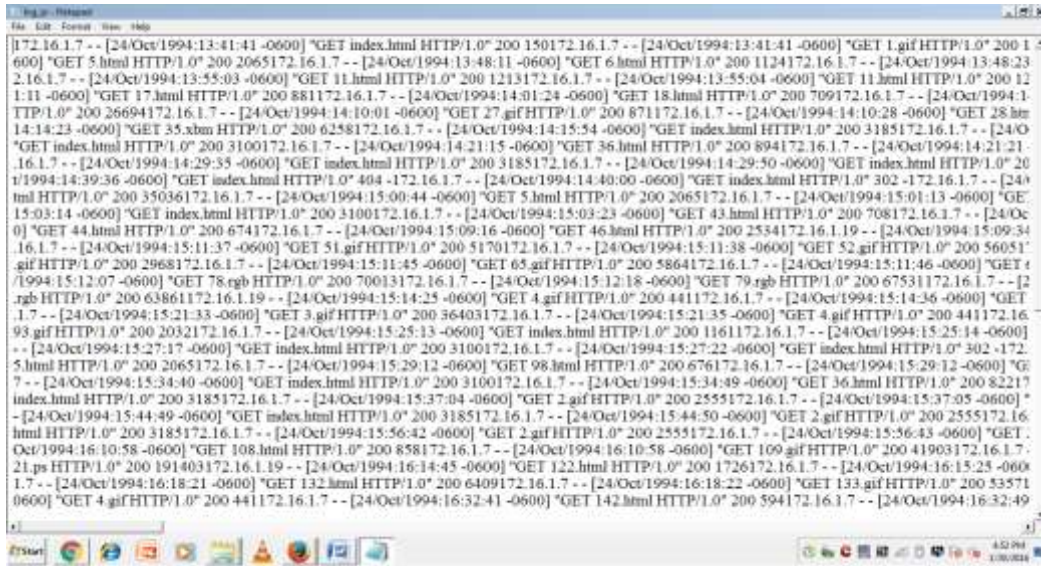 log_jp - Notepad
File Edit Format View Help
172.16.1.7 - - [24/Oct/1994:13:41:41 -0600] "GET index.html HTTP/1.0" 200 150172.16.1.7 - - [24/Oct/1994:13:41:41 -0600] "GET 1.gif HTTP/1.0" 200 1
600] "GET 5.html HTTP/1.0" 200 2065172.16.1.7 - - [24/Oct/1994:13:48:11 -0600] "GET 6.html HTTP/1.0" 200 1124172.16.1.7 - - [24/Oct/1994:13:48:23
2.16.1.7 - - [24/Oct/1994:13:55:03 -0600] "GET 11.html HTTP/1.0" 200 1213172.16.1.7 - - [24/Oct/1994:13:55:04 -0600] "GET 11.html HTTP/1.0" 200 12
1:11 -0600] "GET 17.html HTTP/1.0" 200 881172.16.1.7 - - [24/Oct/1994:14:01:24 -0600] "GET 18.html HTTP/1.0" 200 709172.16.1.7 - - [24/Oct/1994:1
TTP/1.0" 200 26694172.16.1.7 - - [24/Oct/1994:14:10:01 -0600] "GET 27.gif HTTP/1.0" 200 871172.16.1.7 - - [24/Oct/1994:14:10:28 -0600] "GET 28.htm
14:14:23 -0600] "GET 35.xbm HTTP/1.0" 200 6258172.16.1.7 - - [24/Oct/1994:14:15:54 -0600] "GET index.html HTTP/1.0" 200 3185172.16.1.7 - - [24/O
"GET index.html HTTP/1.0" 200 3100172.16.1.7 - - [24/Oct/1994:14:21:15 -0600] "GET 36.html HTTP/1.0" 200 894172.16.1.7 - - [24/Oct/1994:14:21:21
.16.1.7 - - [24/Oct/1994:14:29:35 -0600] "GET index.html HTTP/1.0" 200 3185172.16.1.7 - - [24/Oct/1994:14:29:50 -0600] "GET index.html HTTP/1.0" 20
t/1994:14:39:36 -0600] "GET index.html HTTP/1.0" 404 -172.16.1.7 - - [24/Oct/1994:14:40:00 -0600] "GET index.html HTTP/1.0" 302 -172.16.1.7 - - [24/
tml HTTP/1.0" 200 35036172.16.1.7 - - [24/Oct/1994:15:00:44 -0600] "GET 5.html HTTP/1.0" 200 2065172.16.1.7 - - [24/Oct/1994:15:01:13 -0600] "GE
15:03:14 -0600] "GET index.html HTTP/1.0" 200 3100172.16.1.7 - - [24/Oct/1994:15:03:23 -0600] "GET 43.html HTTP/1.0" 200 708172.16.1.7 - - [24/Oc
0] "GET 44.html HTTP/1.0" 200 674172.16.1.7 - - [24/Oct/1994:15:09:16 -0600] "GET 46.html HTTP/1.0" 200 2534172.16.1.19 - - [24/Oct/1994:15:09:34
.16.1.7 - - [24/Oct/1994:15:11:37 -0600] "GET 51.gif HTTP/1.0" 200 5170172.16.1.7 - - [24/Oct/1994:15:11:38 -0600] "GET 52.gif HTTP/1.0" 200 56051
.gif HTTP/1.0" 200 2968172.16.1.7 - - [24/Oct/1994:15:11:45 -0600] "GET 65.gif HTTP/1.0" 200 5864172.16.1.7 - - [24/Oct/1994:15:11:46 -0600] "GET
/1994:15:12:07 -0600] "GET 78.rgb HTTP/1.0" 200 70013172.16.1.7 - - [24/Oct/1994:15:12:18 -0600] "GET 79.rgb HTTP/1.0" 200 67531172.16.1.7 - - [2
.rgb HTTP/1.0" 200 63861172.16.1.19 - - [24/Oct/1994:15:14:25 -0600] "GET 4.gif HTTP/1.0" 200 441172.16.1.7 - - [24/Oct/1994:15:14:36 -0600] "GET
.1.7 - - [24/Oct/1994:15:21:33 -0600] "GET 3.gif HTTP/1.0" 200 36403172.16.1.7 - - [24/Oct/1994:15:21:35 -0600] "GET 4.gif HTTP/1.0" 200 441172.16.
93.gif HTTP/1.0" 200 2032172.16.1.7 - - [24/Oct/1994:15:25:13 -0600] "GET index.html HTTP/1.0" 200 1161172.16.1.7 - - [24/Oct/1994:15:25:14 -0600]
- - [24/Oct/1994:15:27:17 -0600] "GET index.html HTTP/1.0" 200 3100172.16.1.7 - - [24/Oct/1994:15:27:22 -0600] "GET index.html HTTP/1.0" 302 -172.
5.html HTTP/1.0" 200 2065172.16.1.7 - - [24/Oct/1994:15:29:12 -0600] "GET 98.html HTTP/1.0" 200 676172.16.1.7 - - [24/Oct/1994:15:29:12 -0600] "G
7 - - [24/Oct/1994:15:34:40 -0600] "GET index.html HTTP/1.0" 200 3100172.16.1.7 - - [24/Oct/1994:15:34:49 -0600] "GET 36.html HTTP/1.0" 200 82217
index.html HTTP/1.0" 200 3185172.16.1.7 - - [24/Oct/1994:15:37:04 -0600] "GET 2.gif HTTP/1.0" 200 2555172.16.1.7 - - [24/Oct/1994:15:37:05 -0600] "
- [24/Oct/1994:15:44:49 -0600] "GET index.html HTTP/1.0" 200 3185172.16.1.7 - - [24/Oct/1994:15:44:50 -0600] "GET 2.gif HTTP/1.0" 200 2555172.16.
html HTTP/1.0" 200 3185172.16.1.7 - - [24/Oct/1994:15:56:42 -0600] "GET 2.gif HTTP/1.0" 200 2555172.16.1.7 - - [24/Oct/1994:15:56:43 -0600] "GET
Oct/1994:16:10:58 -0600] "GET 108.html HTTP/1.0" 200 858172.16.1.7 - - [24/Oct/1994:16:10:58 -0600] "GET 109.gif HTTP/1.0" 200 41903172.16.1.7
21.ps HTTP/1.0" 200 191403172.16.1.19 - - [24/Oct/1994:16:14:45 -0600] "GET 122.html HTTP/1.0" 200 1726172.16.1.7 - - [24/Oct/1994:16:15:25 -060
1.7 - - [24/Oct/1994:16:18:21 -0600] "GET 132.html HTTP/1.0" 200 6409172.16.1.7 - - [24/Oct/1994:16:18:22 -0600] "GET 133.gif HTTP/1.0" 200 53571
0600] "GET 4.gif HTTP/1.0" 200 441172.16.1.7 - - [24/Oct/1994:16:32:41 -0600] "GET 142.html HTTP/1.0" 200 594172.16.1.7 - - [24/Oct/1994:16:32:49
Start
4:52 PM